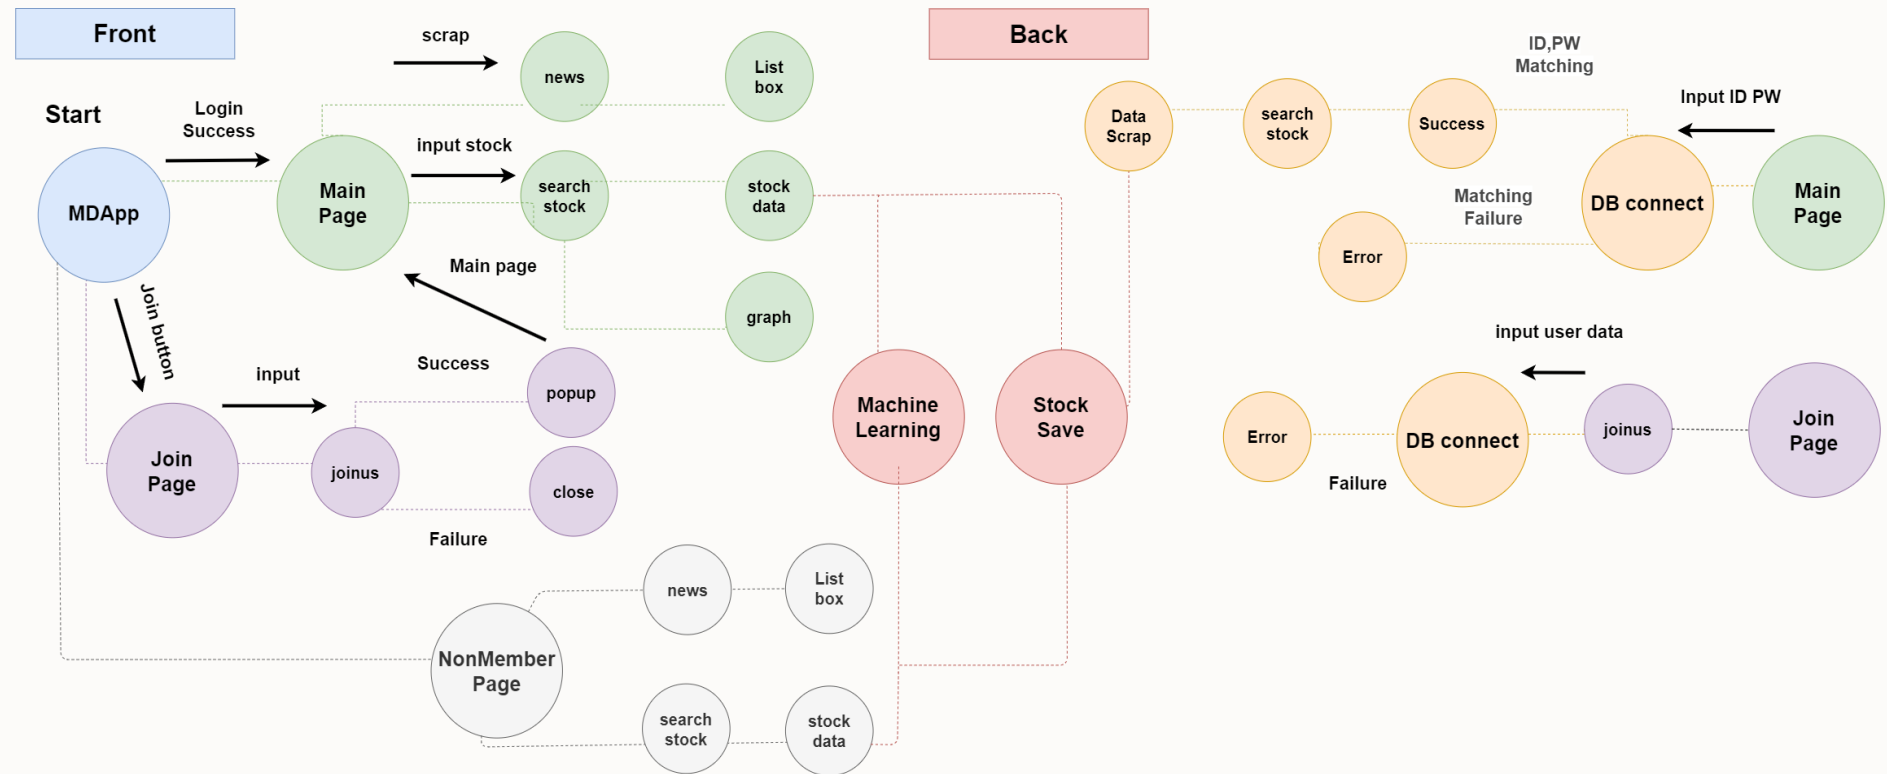 Front
Start
Login
Success
scrap
news
List
box
MDApp
Main
Page
input stock
search
stock
stock
data
Main page
graph
Join button
input
Success
popup
Join
Page
joinus
close
Failure
NonMember
Page
news
List
box
search
stock
stock
data
Back
Machine
Learning
Stock
Save
Data
Scrap
search
stock
Success
ID,PW
Matching
Input ID PW
DB connect
Main
Page
Matching
Failure
Error
input user data
Error
DB connect
joinus
Join
Page
Failure